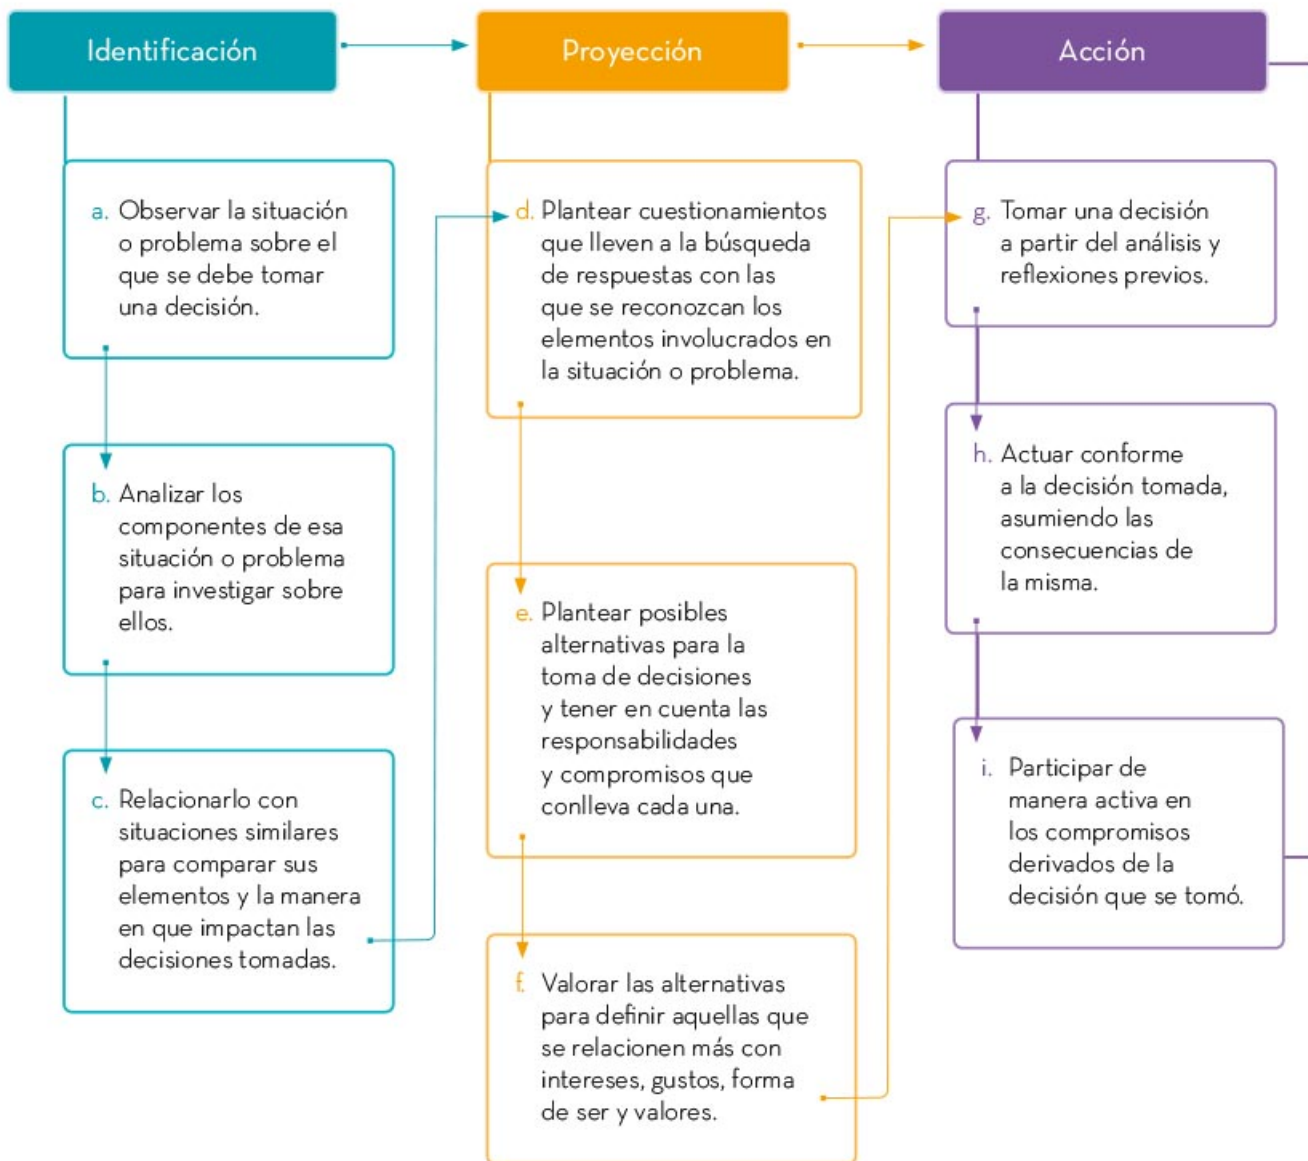 Identificación
a. Observar la situación
o problema sobre el
que se debe tomar
una decisión.
b. Analizar los
componentes de esa
situación o problema
para investigar sobre
ellos.
c. Relacionarlo con
situaciones similares
para comparar sus
elementos y la manera
en que impactan las
decisiones tomadas.
Proyección
d. Plantear cuestionamientos
que lleven a la búsqueda
de respuestas con las
que se reconozcan los
elementos involucrados en
la situación o problema.
e. Plantear posibles
alternativas para la
toma de decisiones
y tener en cuenta las
responsabilidades
y compromisos que
conlleva cada una.
f. Valorar las alternativas
para definir aquellas que
se relacionen más con
intereses, gustos, forma
de ser y valores.
Acción
g. Tomar una decisión
a partir del análisis y
reflexiones previos.
h. Actuar conforme
a la decisión tomada,
asumiendo las
consecuencias de
la misma.
i. Participar de
manera activa en
los compromisos
derivados de la
decisión que se tomó.